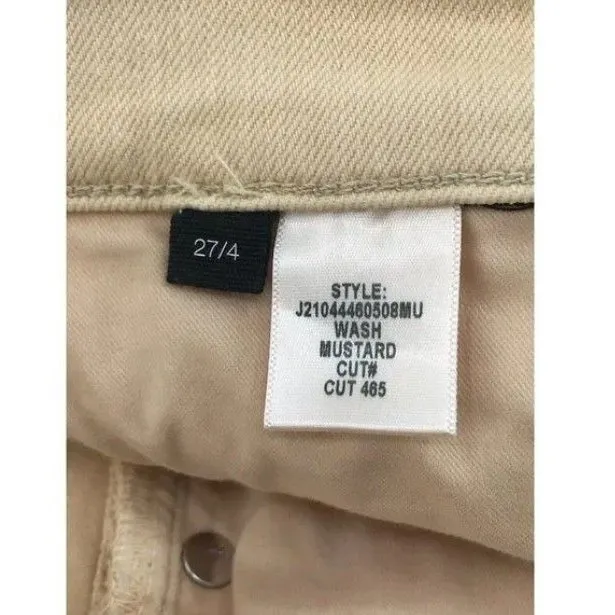 27/4
STYLE:
J21044460508MU
WASH
MUSTARD
CUT#
CUT 465